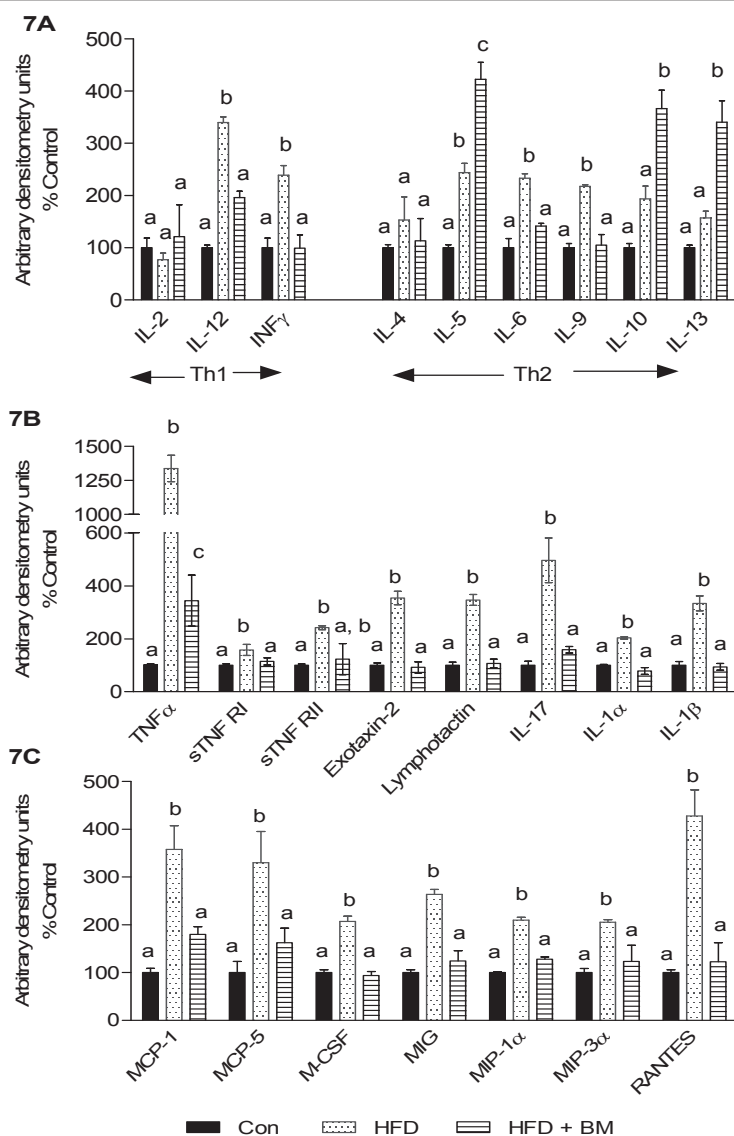 7A
Arbitrary densitometry units
% Control
500
400
300
200
100
0
a a a
a b a
a b a
a a a
a b c
a b a
a b a
a a b
a a b
IL-2 IL-12 INFγ IL-4 IL-5 IL-6 IL-9 IL-10 IL-13
Th1 Th2
7B
Arbitrary densitometry units
% Control
1500
1250
1000
600
400
200
0
a b c
a b a
a b a, b
a b a
a b a
a b a
a b a
a b a
TNFα sTNF RI sTNF RII Exotaxin-2 Lymphotactin IL-17 IL-1α IL-1β
7C
Arbitrary densitometry units
% Control
500
400
300
200
100
0
a b a
a b a
a b a
a b a
a b a
a b a
a b a
MCP-1 MCP-5 M-CSF MIG MIP-1α MIP-3α RANTES
Con HFD HFD + BM